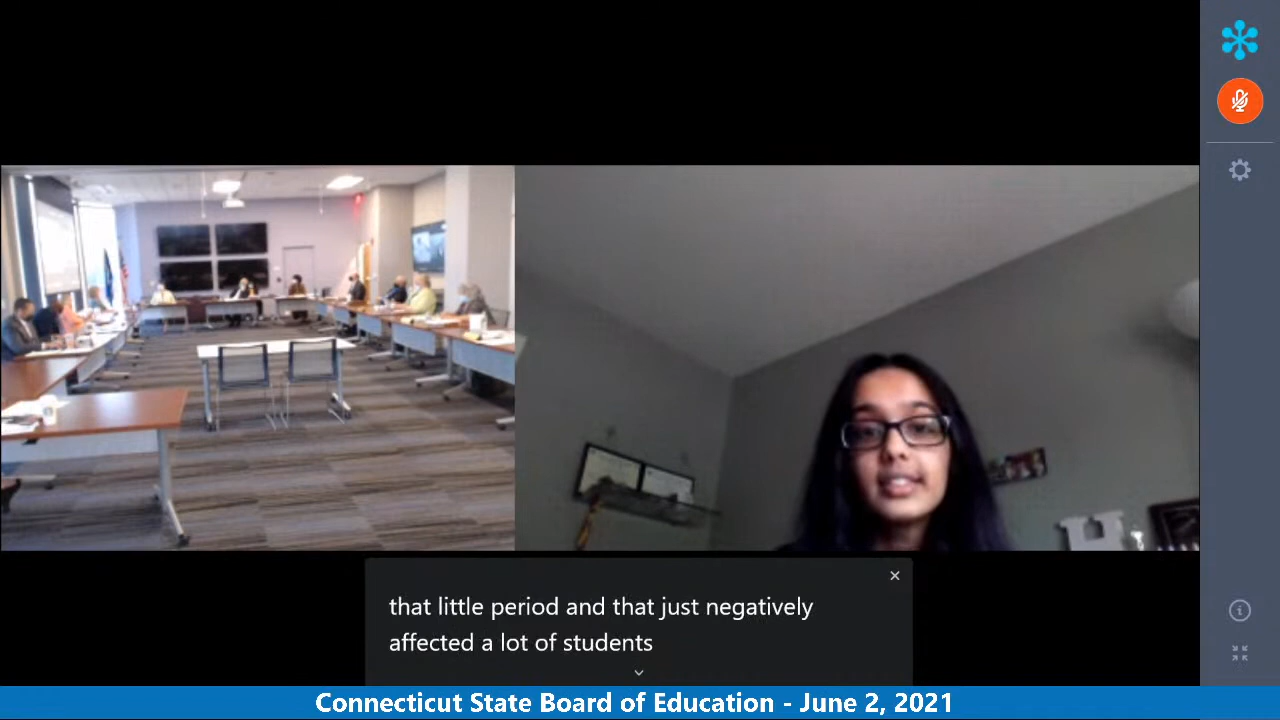 that little period and that just negatively
affected a lot of students
Connecticut State Board of Education - June 2, 2021